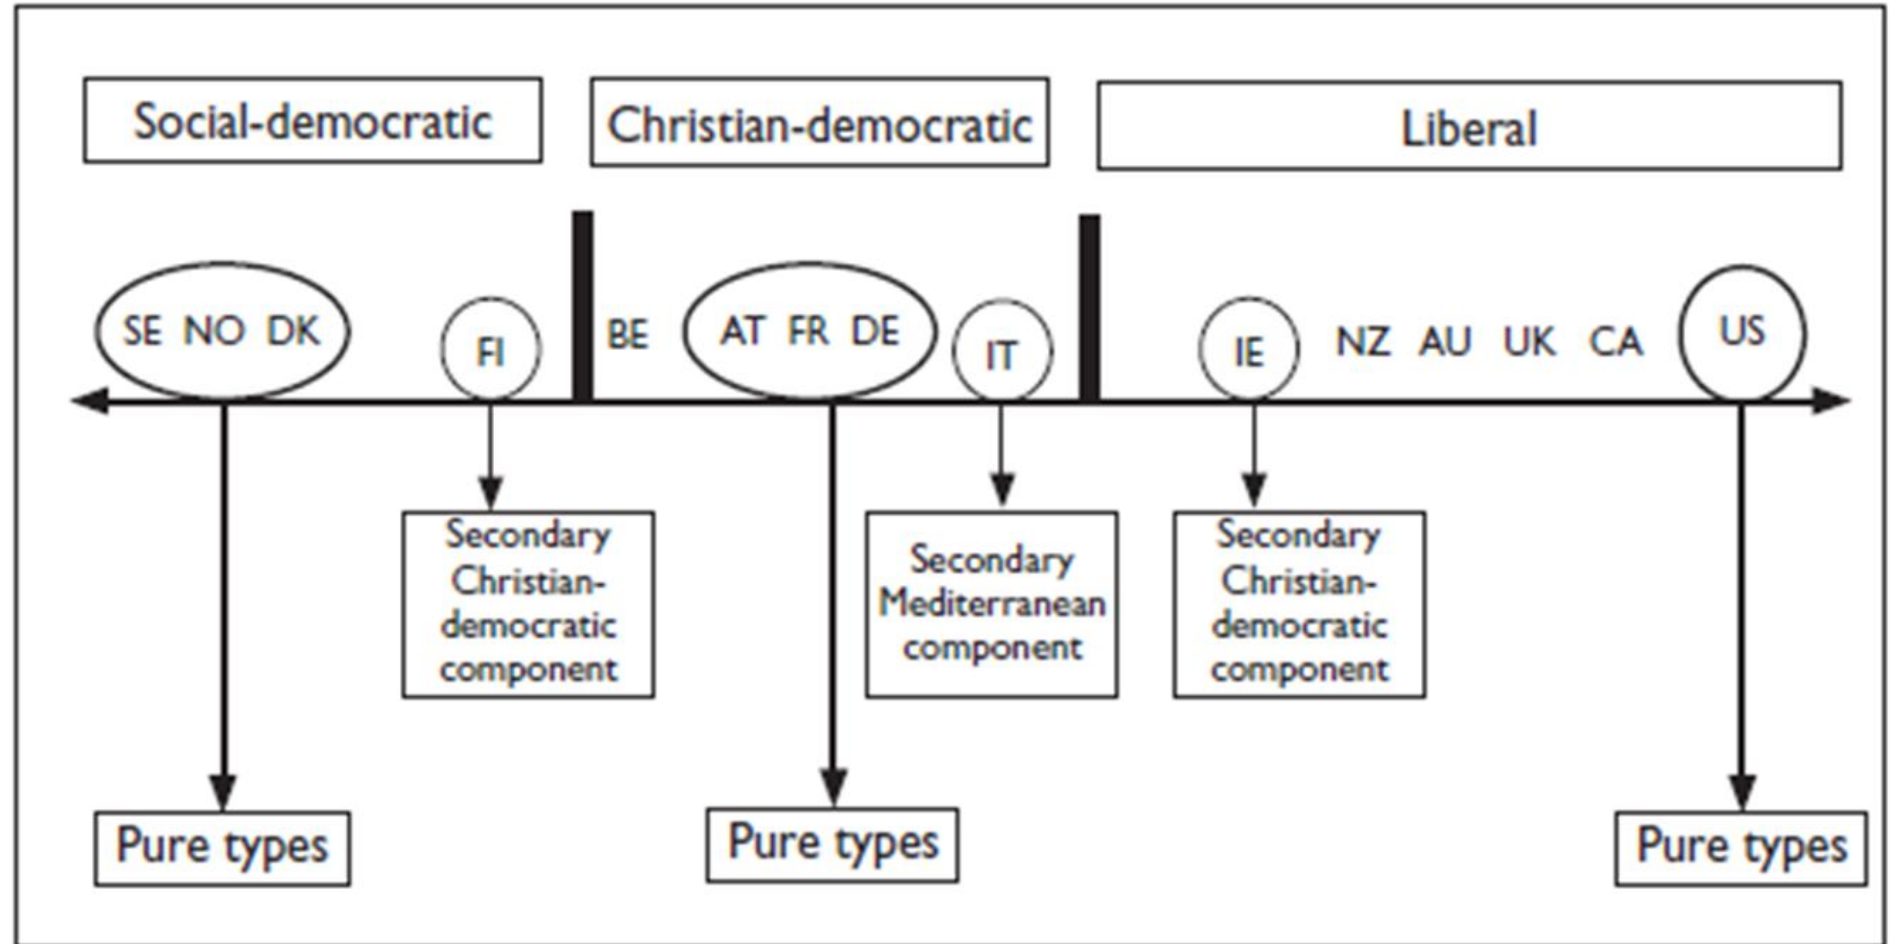 Social-democratic
Christian-democratic
Liberal
SE NO DK
FI
BE
AT FR DE
IT
IE
NZ AU UK CA
US
Secondary
Christian-
democratic
component
Secondary
Mediterranean
component
Secondary
Christian-
democratic
component
Pure types
Pure types
Pure types